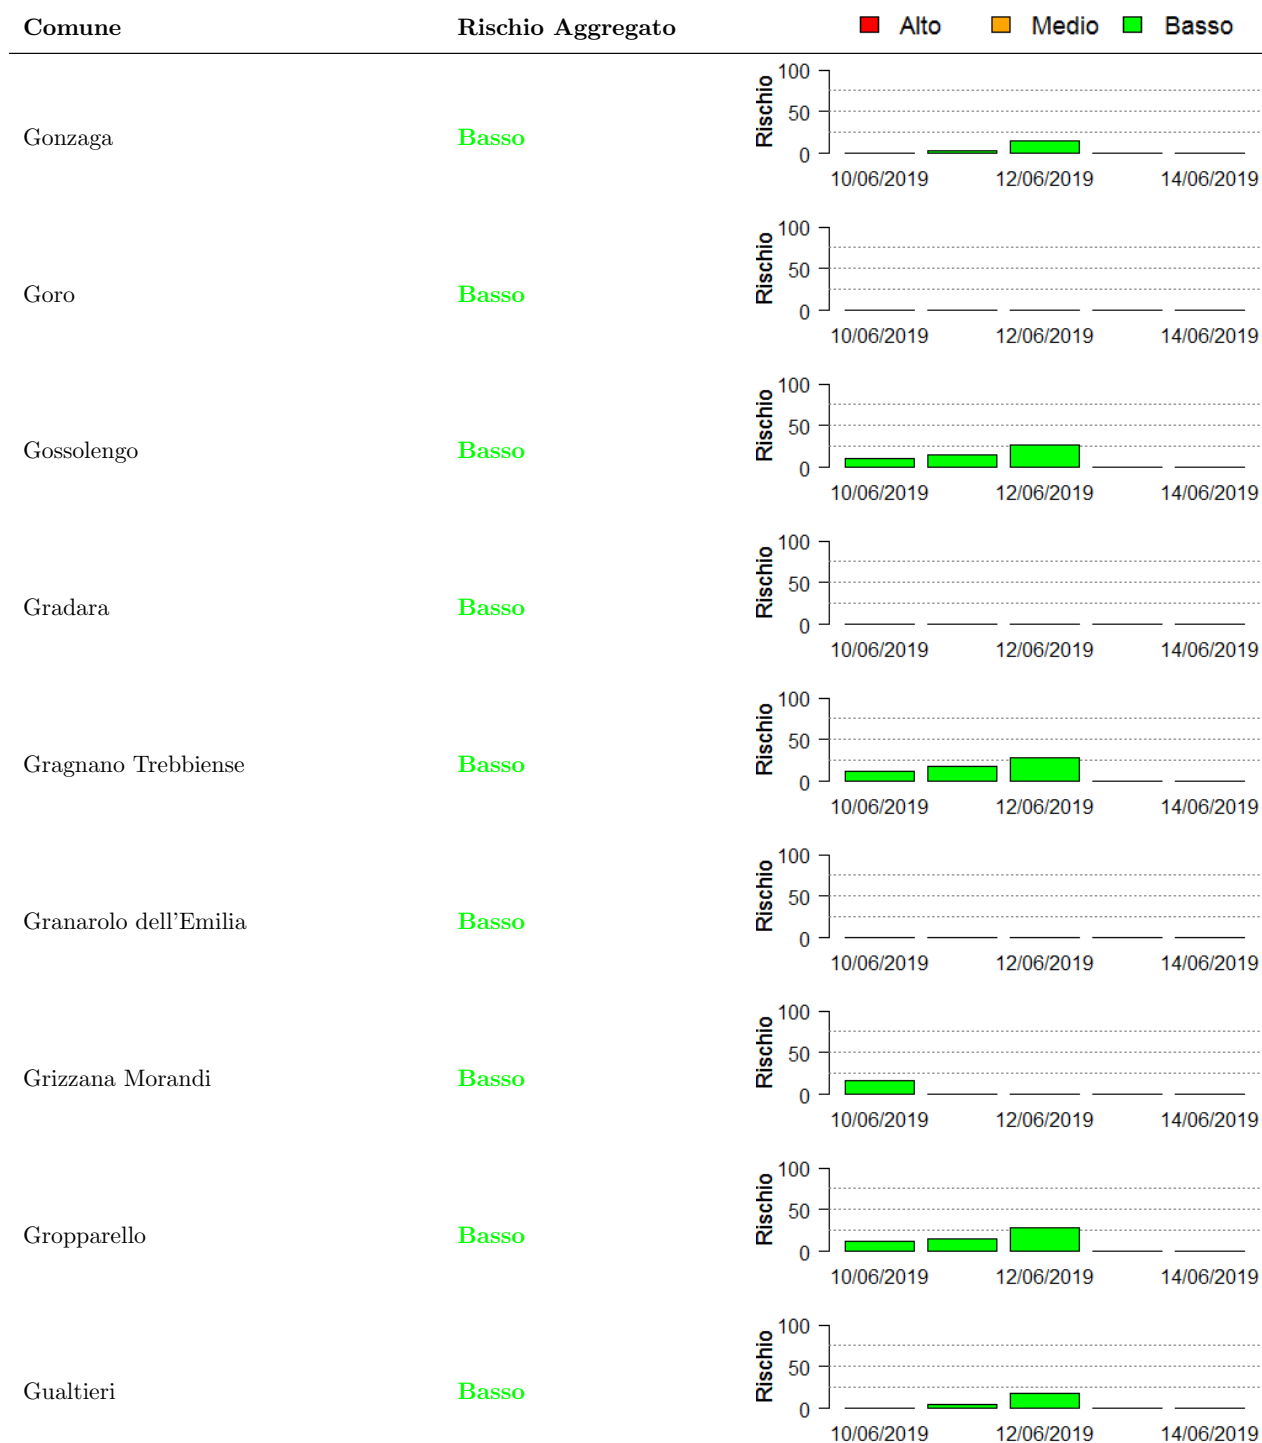 Comune Rischio Aggregato Alto Medio Basso
100
50
0
Rischio
Gonzaga Basso
10/06/2019 12/06/2019 14/06/2019
100
50
0
Rischio
Goro Basso
10/06/2019 12/06/2019 14/06/2019
100
50
0
Rischio
Gossolengo Basso
10/06/2019 12/06/2019 14/06/2019
100
50
0
Rischio
Gradara Basso
10/06/2019 12/06/2019 14/06/2019
100
50
0
Rischio
Gragnano Trebbiense Basso
10/06/2019 12/06/2019 14/06/2019
100
50
0
Rischio
Granarolo dell'Emilia Basso
10/06/2019 12/06/2019 14/06/2019
100
50
0
Rischio
Grizzana Morandi Basso
10/06/2019 12/06/2019 14/06/2019
100
50
0
Rischio
Gropparello Basso
10/06/2019 12/06/2019 14/06/2019
100
50
0
Rischio
Gualtieri Basso
10/06/2019 12/06/2019 14/06/2019